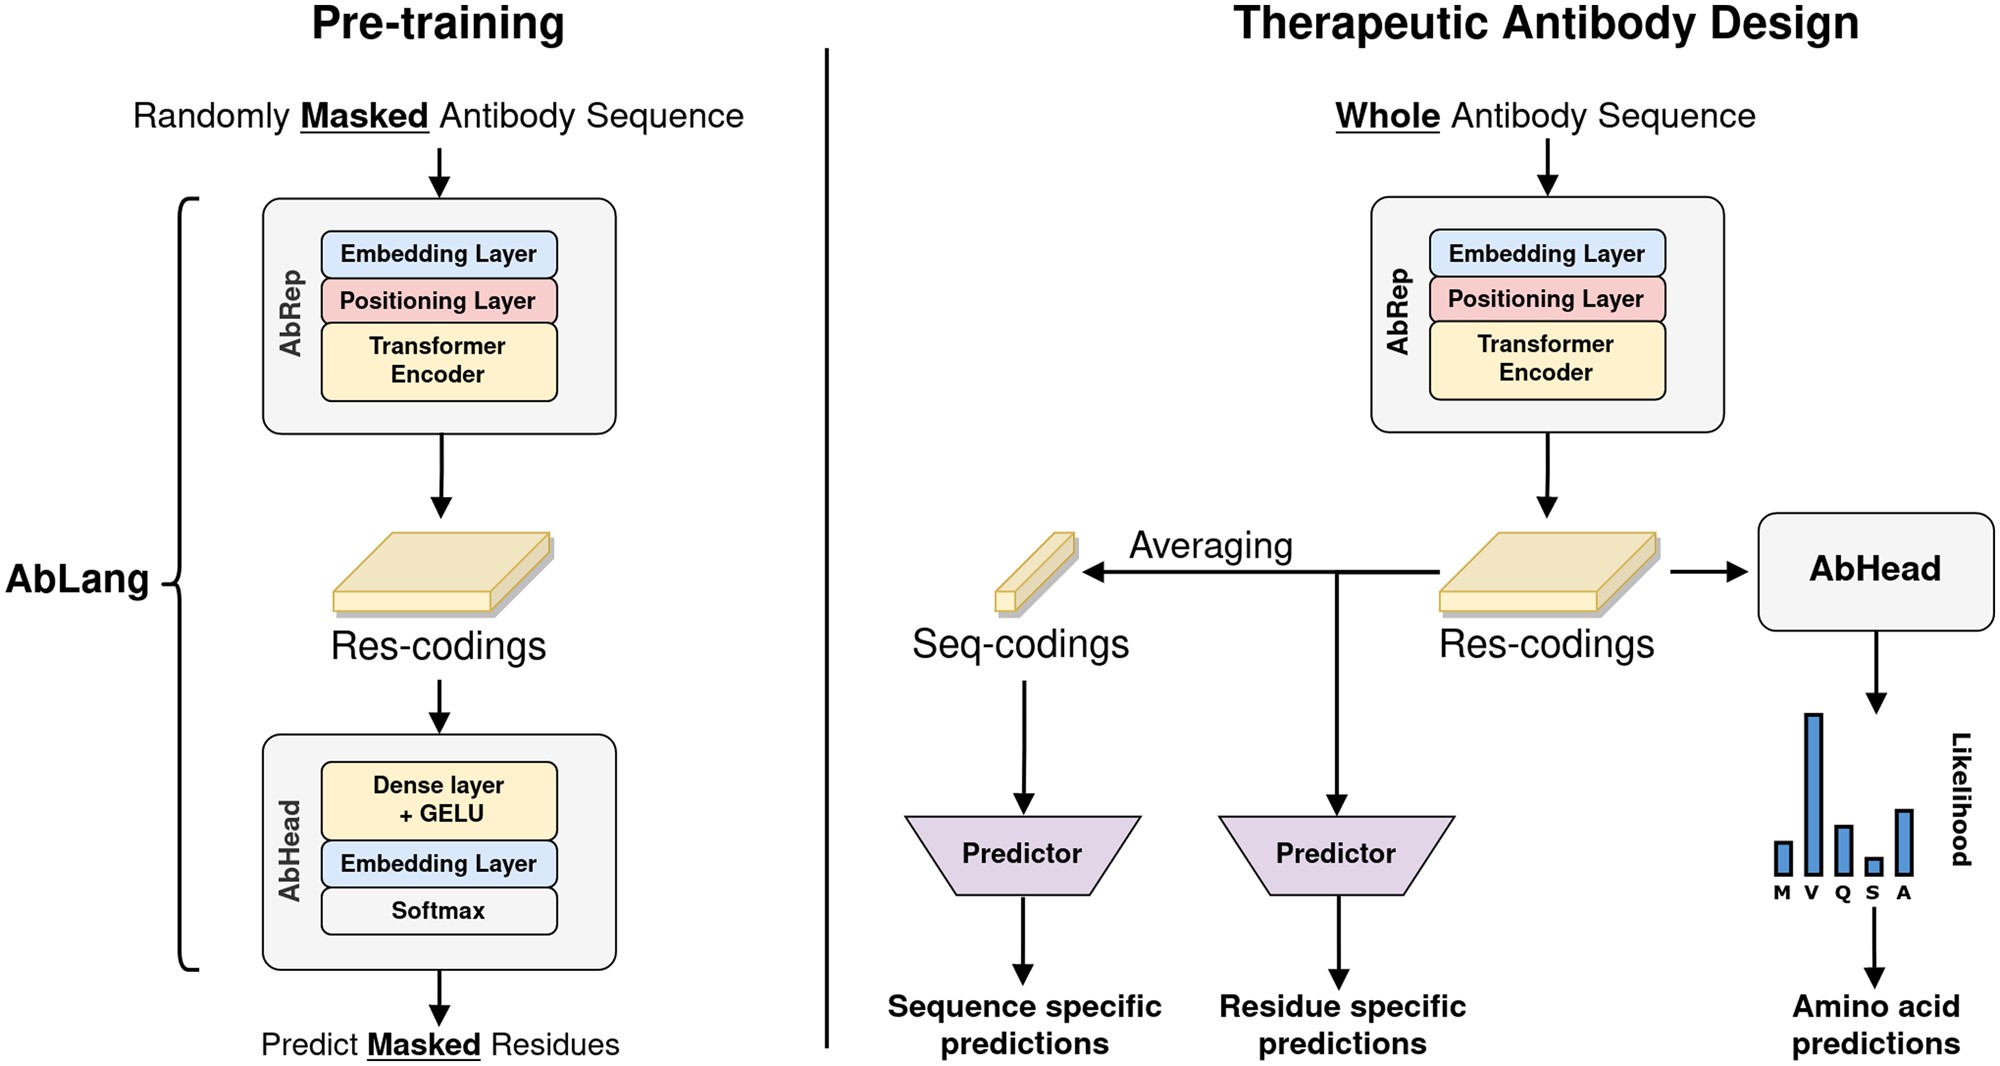 Pre-training
Randomly Masked Antibody Sequence
AbLang
AbRep
Embedding Layer
Positioning Layer
Transformer
Encoder
Res-codings
AbHead
Dense layer
+ GELU
Embedding Layer
Softmax
Predict Masked Residues
Therapeutic Antibody Design
Whole Antibody Sequence
AbRep
Embedding Layer
Positioning Layer
Transformer
Encoder
Averaging
Seq-codings
Res-codings
AbHead
Predictor
Predictor
Likelihood
M V Q S A
Sequence specific
predictions
Residue specific
predictions
Amino acid
predictions